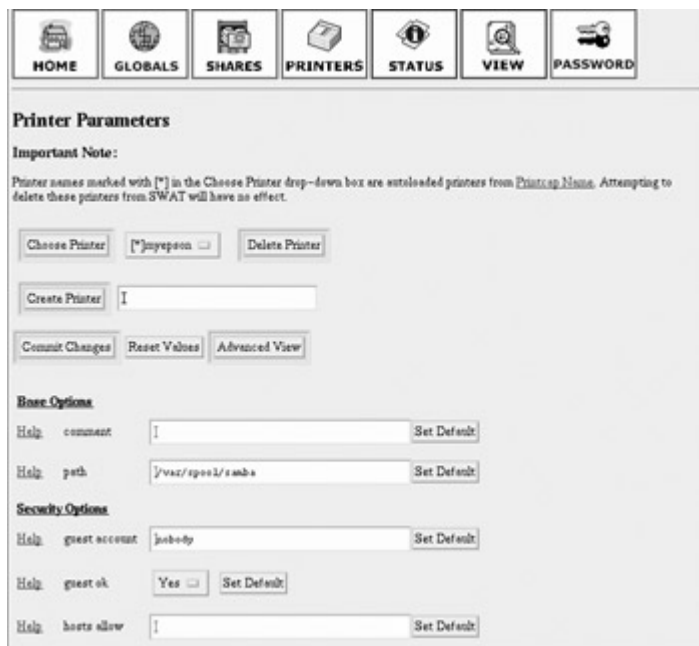 HOME GLOBALS SHARES PRINTERS STATUS VIEW PASSWORD
Printer Parameters
Important Note:
Printer names marked with [*] in the Choose Printer drop-down box are autoloaded printers from Printcap Name. Attempting to
delete these printers from SWAT will have no effect.
Choose Printer [*]myepson Delete Printer
Create Printer
Commit Changes Reset Values Advanced View
Base Options
Help comment Set Default
Help path /var/spool/samba Set Default
Security Options
Help guest account nobody Set Default
Help guest ok Yes Set Default
Help hosts allow Set Default